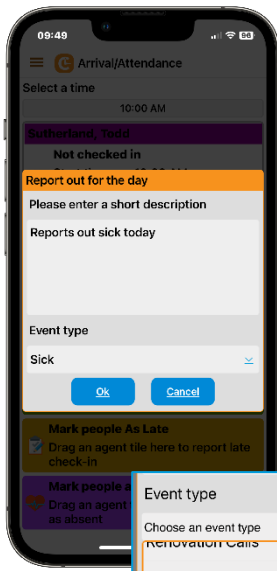 09:49
98
Arrival/Attendance
Select a time
10:00 AM
Sutherland, Todd
Not checked in
Report out for the day
Please enter a short description
Reports out sick today
Event type
Sick
Ok
Cancel
Mark people As Late
Drag an agent tile here to report late
check-in
Mark people a
Drag an agent
as absent
Event type
Choose an event type
Renovation Calls